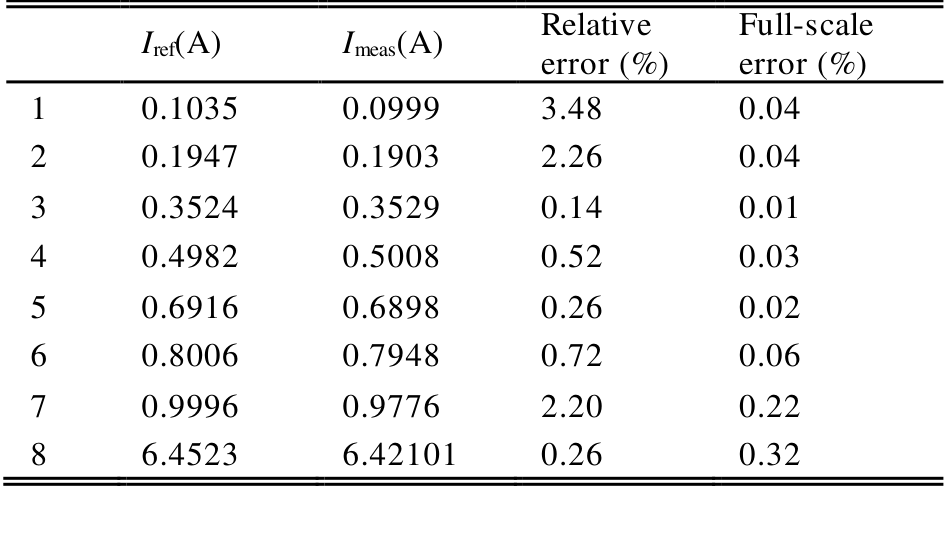 Iref(A) Imeas(A) Relative error (%) Full-scale error (%)
1 0.1035 0.0999 3.48 0.04
2 0.1947 0.1903 2.26 0.04
3 0.3524 0.3529 0.14 0.01
4 0.4982 0.5008 0.52 0.03
5 0.6916 0.6898 0.26 0.02
6 0.8006 0.7948 0.72 0.06
7 0.9996 0.9776 2.20 0.22
8 6.4523 6.42101 0.26 0.32